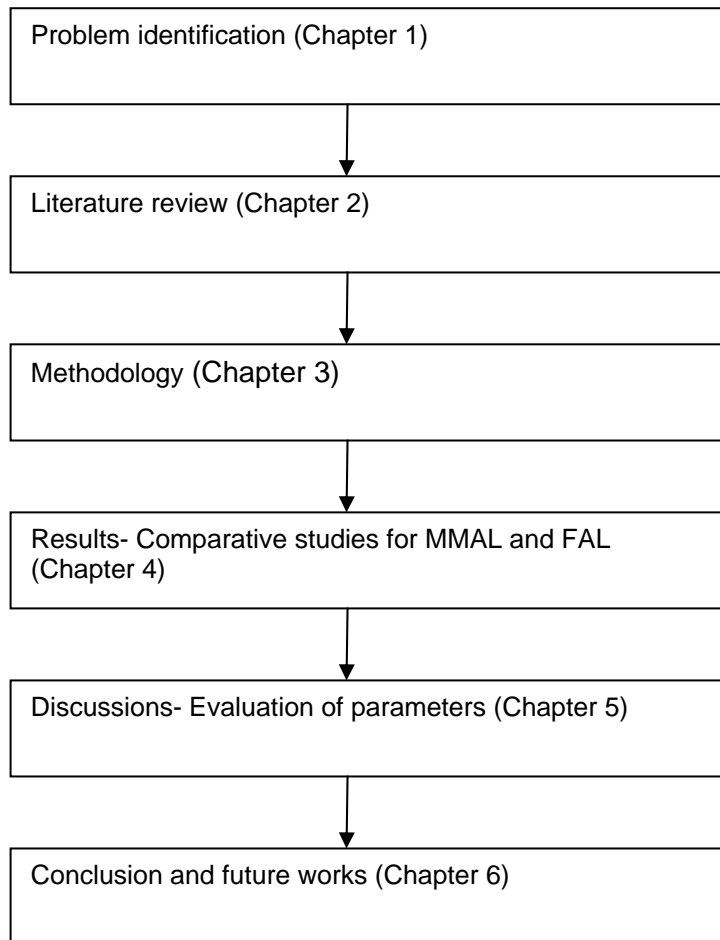 Problem identification (Chapter 1)
Literature review (Chapter 2)
Methodology (Chapter 3)
Results- Comparative studies for MMAL and FAL
(Chapter 4)
Discussions- Evaluation of parameters (Chapter 5)
Conclusion and future works (Chapter 6)